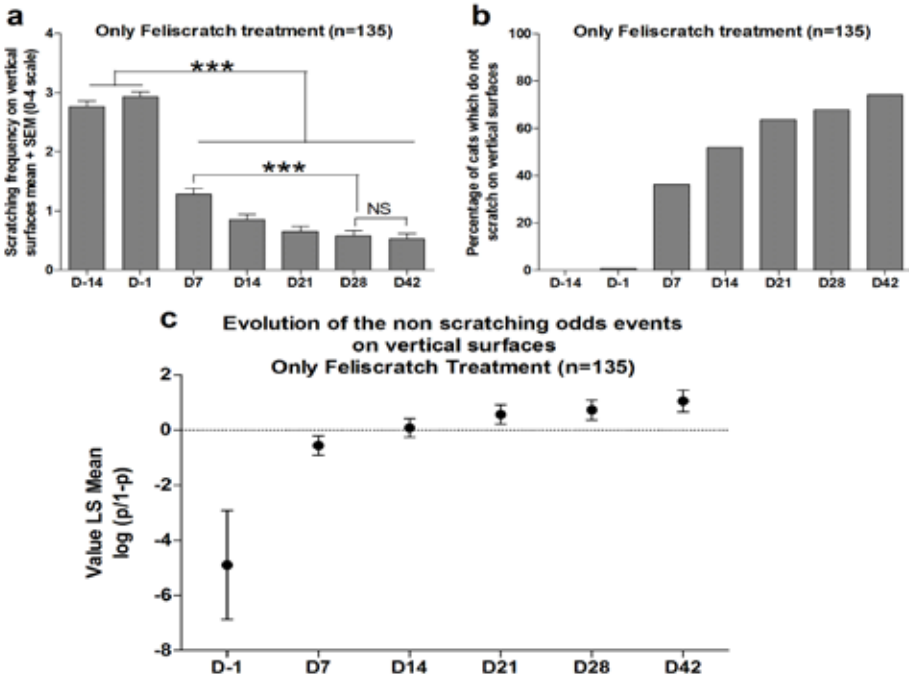 a
Only Feliscratch treatment (n=135)
Scratching frequency on vertical
surfaces mean + SEM (0-4 scale)
4
3
2
1
0
***
***
NS
D-14 D-1 D7 D14 D21 D28 D42
b
Only Feliscratch treatment (n=135)
Percentage of cats which do not
scratch on vertical surfaces
100
80
60
40
20
0
D-14 D-1 D7 D14 D21 D28 D42
c
Evolution of the non scratching odds events
on vertical surfaces
Only Feliscratch Treatment (n=135)
Value LS Mean
log (p/1-p)
2
0
-2
-4
-6
-8
D-1 D7 D14 D21 D28 D42